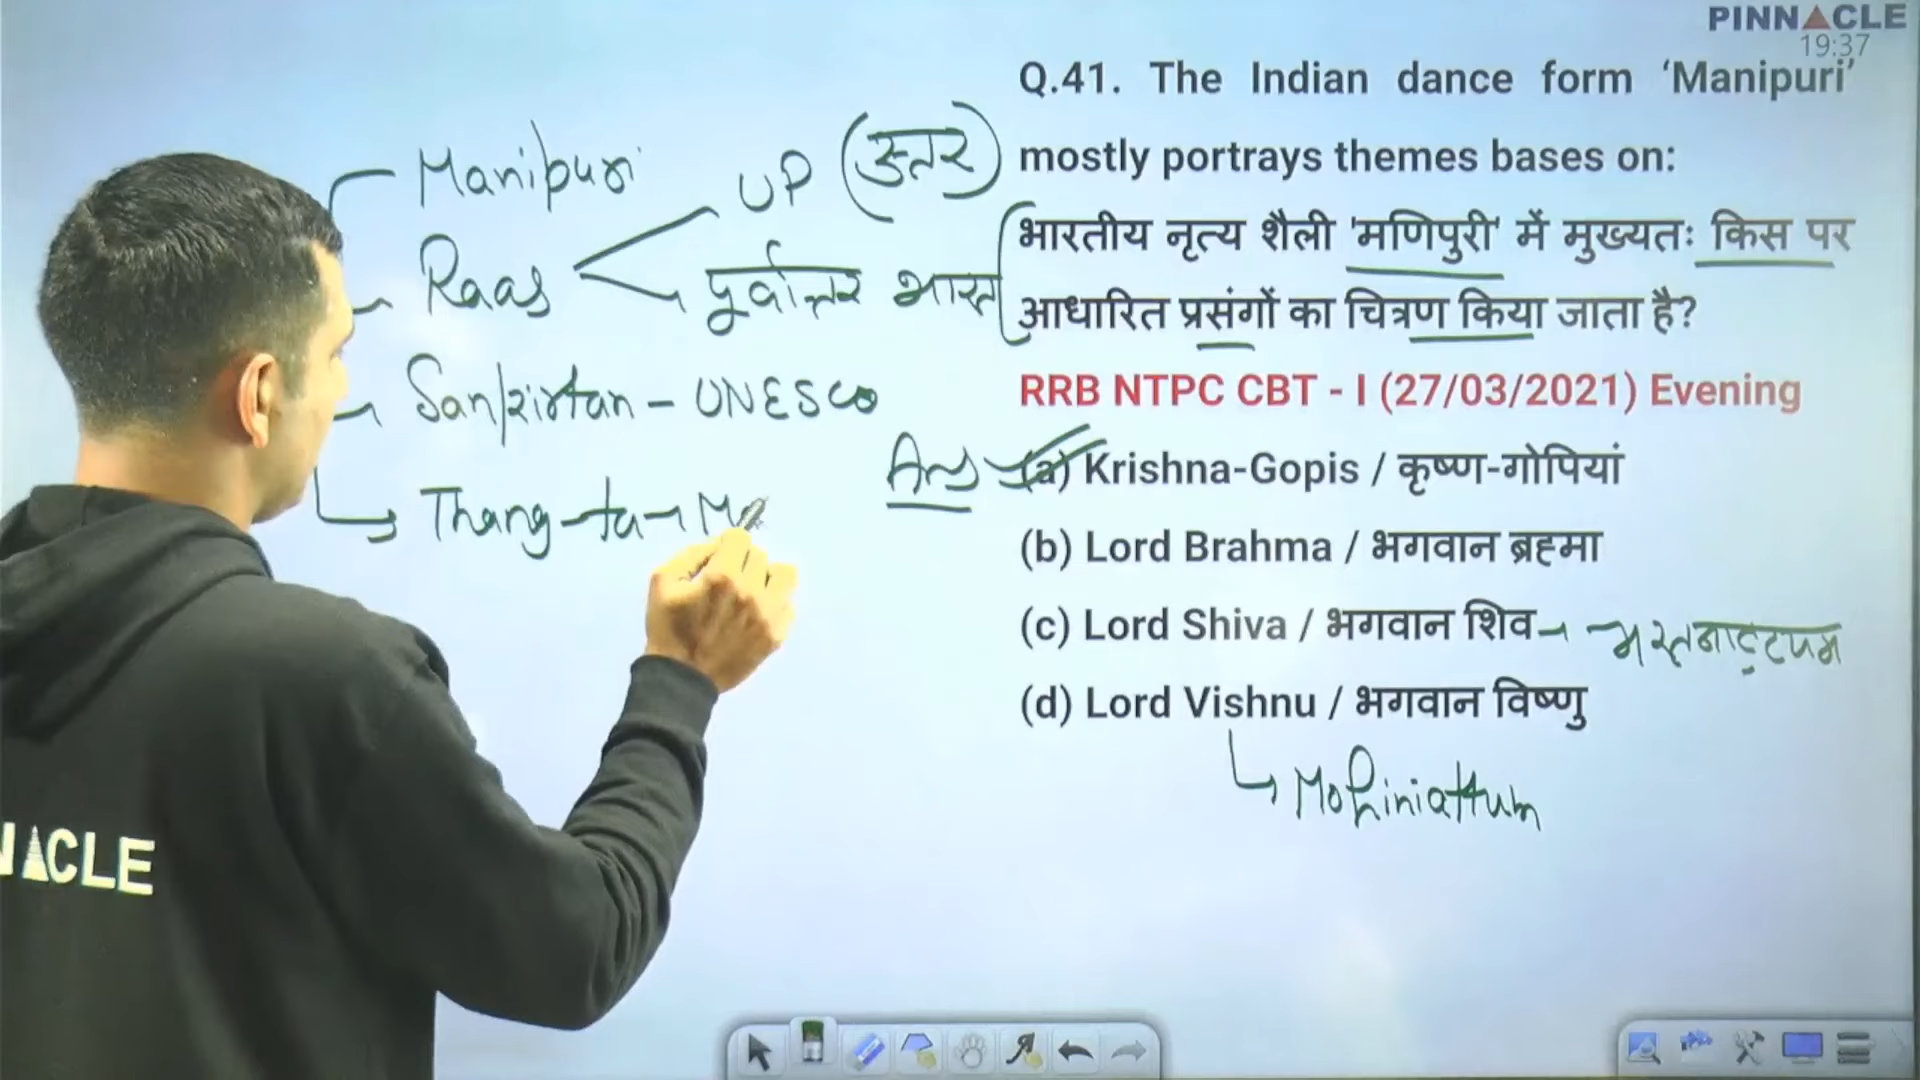 PINNACLE
19:37
Q.41. The Indian dance form ‘Manipuri’
mostly portrays themes bases on:
भारतीय नृत्य शैली 'मणिपुरी' में मुख्यतः किस पर
आधारित प्रसंगों का चित्रण किया जाता है?
RRB NTPC CBT - I (27/03/2021) Evening
Ans (a) Krishna-Gopis / कृष्ण-गोपियां
(b) Lord Brahma / भगवान ब्रह्मा
(c) Lord Shiva / भगवान शिव
(d) Lord Vishnu / भगवान विष्णु
Mohiniattum
Manipuri
Raas
UP (उत्तर)
पूर्वोत्तर भारत
Sankirtan - UNESCO
Thang-ta
NACLE